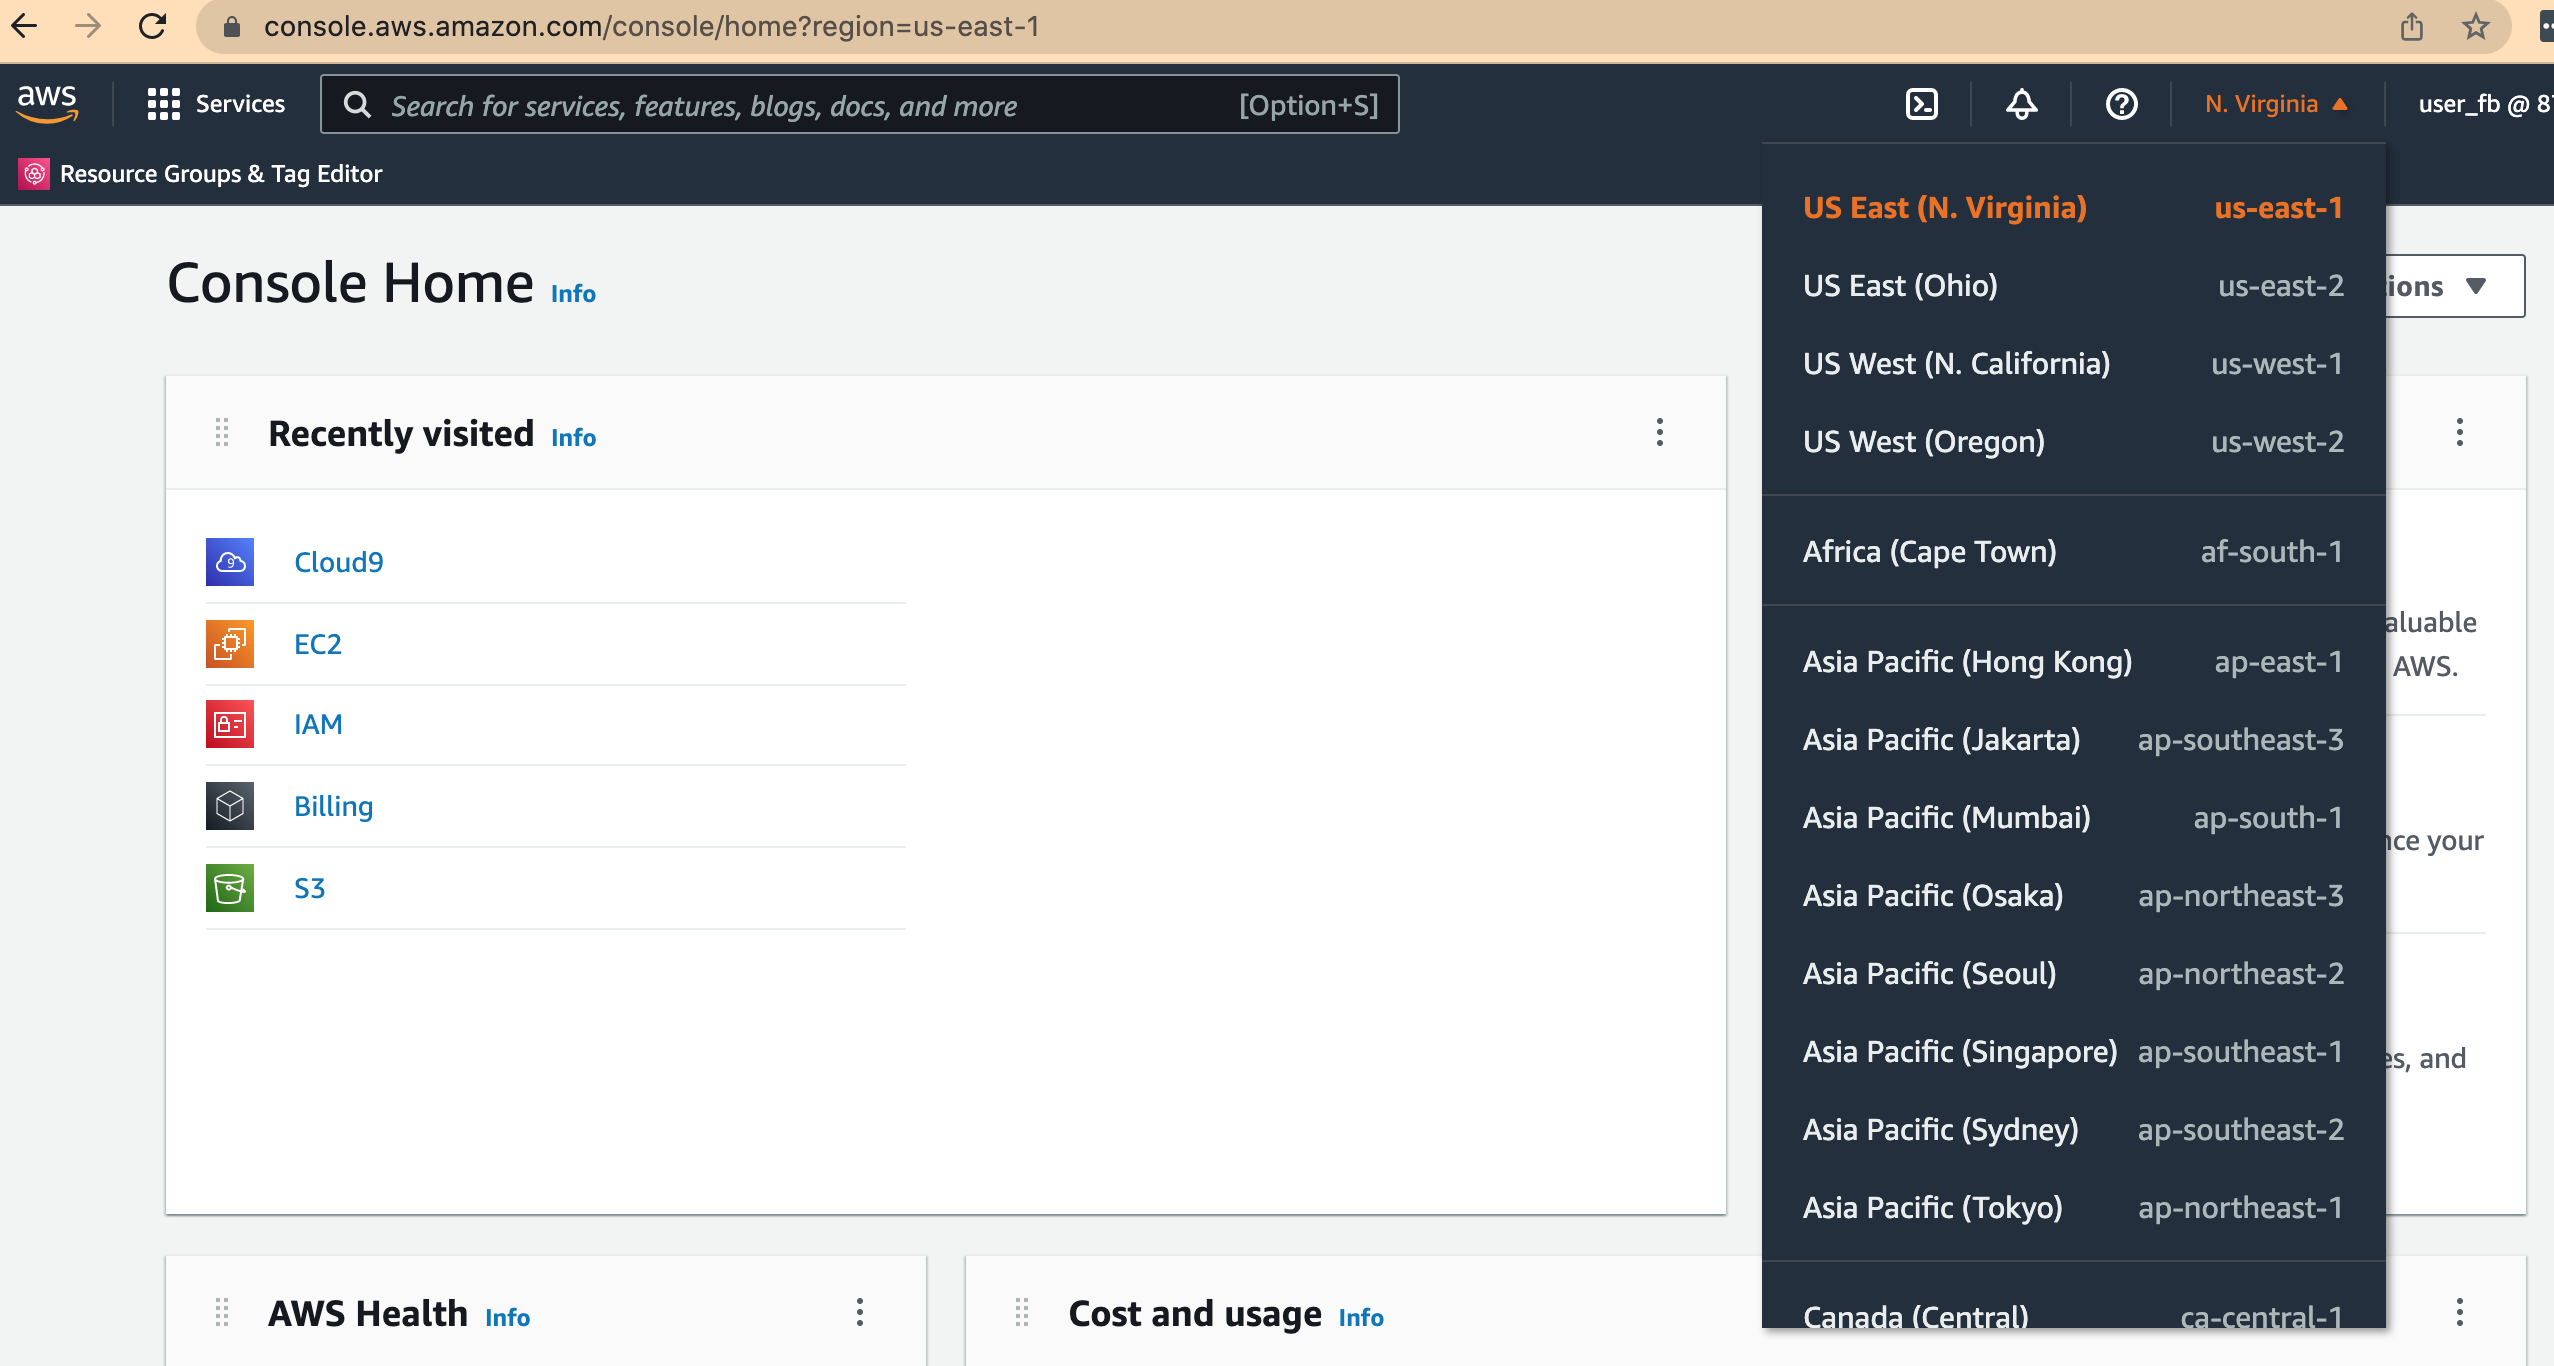 console.aws.amazon.com/console/home?region=us-east-1
aws
Services
Search for services, features, blogs, docs, and more [Option+S]
N. Virginia
user_fb @ 87
Resource Groups & Tag Editor
Console Home Info
Recently visited Info
Cloud9
EC2
IAM
Billing
S3
US East (N. Virginia) us-east-1
US East (Ohio) us-east-2
US West (N. California) us-west-1
US West (Oregon) us-west-2
Africa (Cape Town) af-south-1
Asia Pacific (Hong Kong) ap-east-1
Asia Pacific (Jakarta) ap-southeast-3
Asia Pacific (Mumbai) ap-south-1
Asia Pacific (Osaka) ap-northeast-3
Asia Pacific (Seoul) ap-northeast-2
Asia Pacific (Singapore) ap-southeast-1
Asia Pacific (Sydney) ap-southeast-2
Asia Pacific (Tokyo) ap-northeast-1
Canada (Central) ca-central-1
ions
aluable
AWS.
nce your
es, and
AWS Health Info
Cost and usage Info